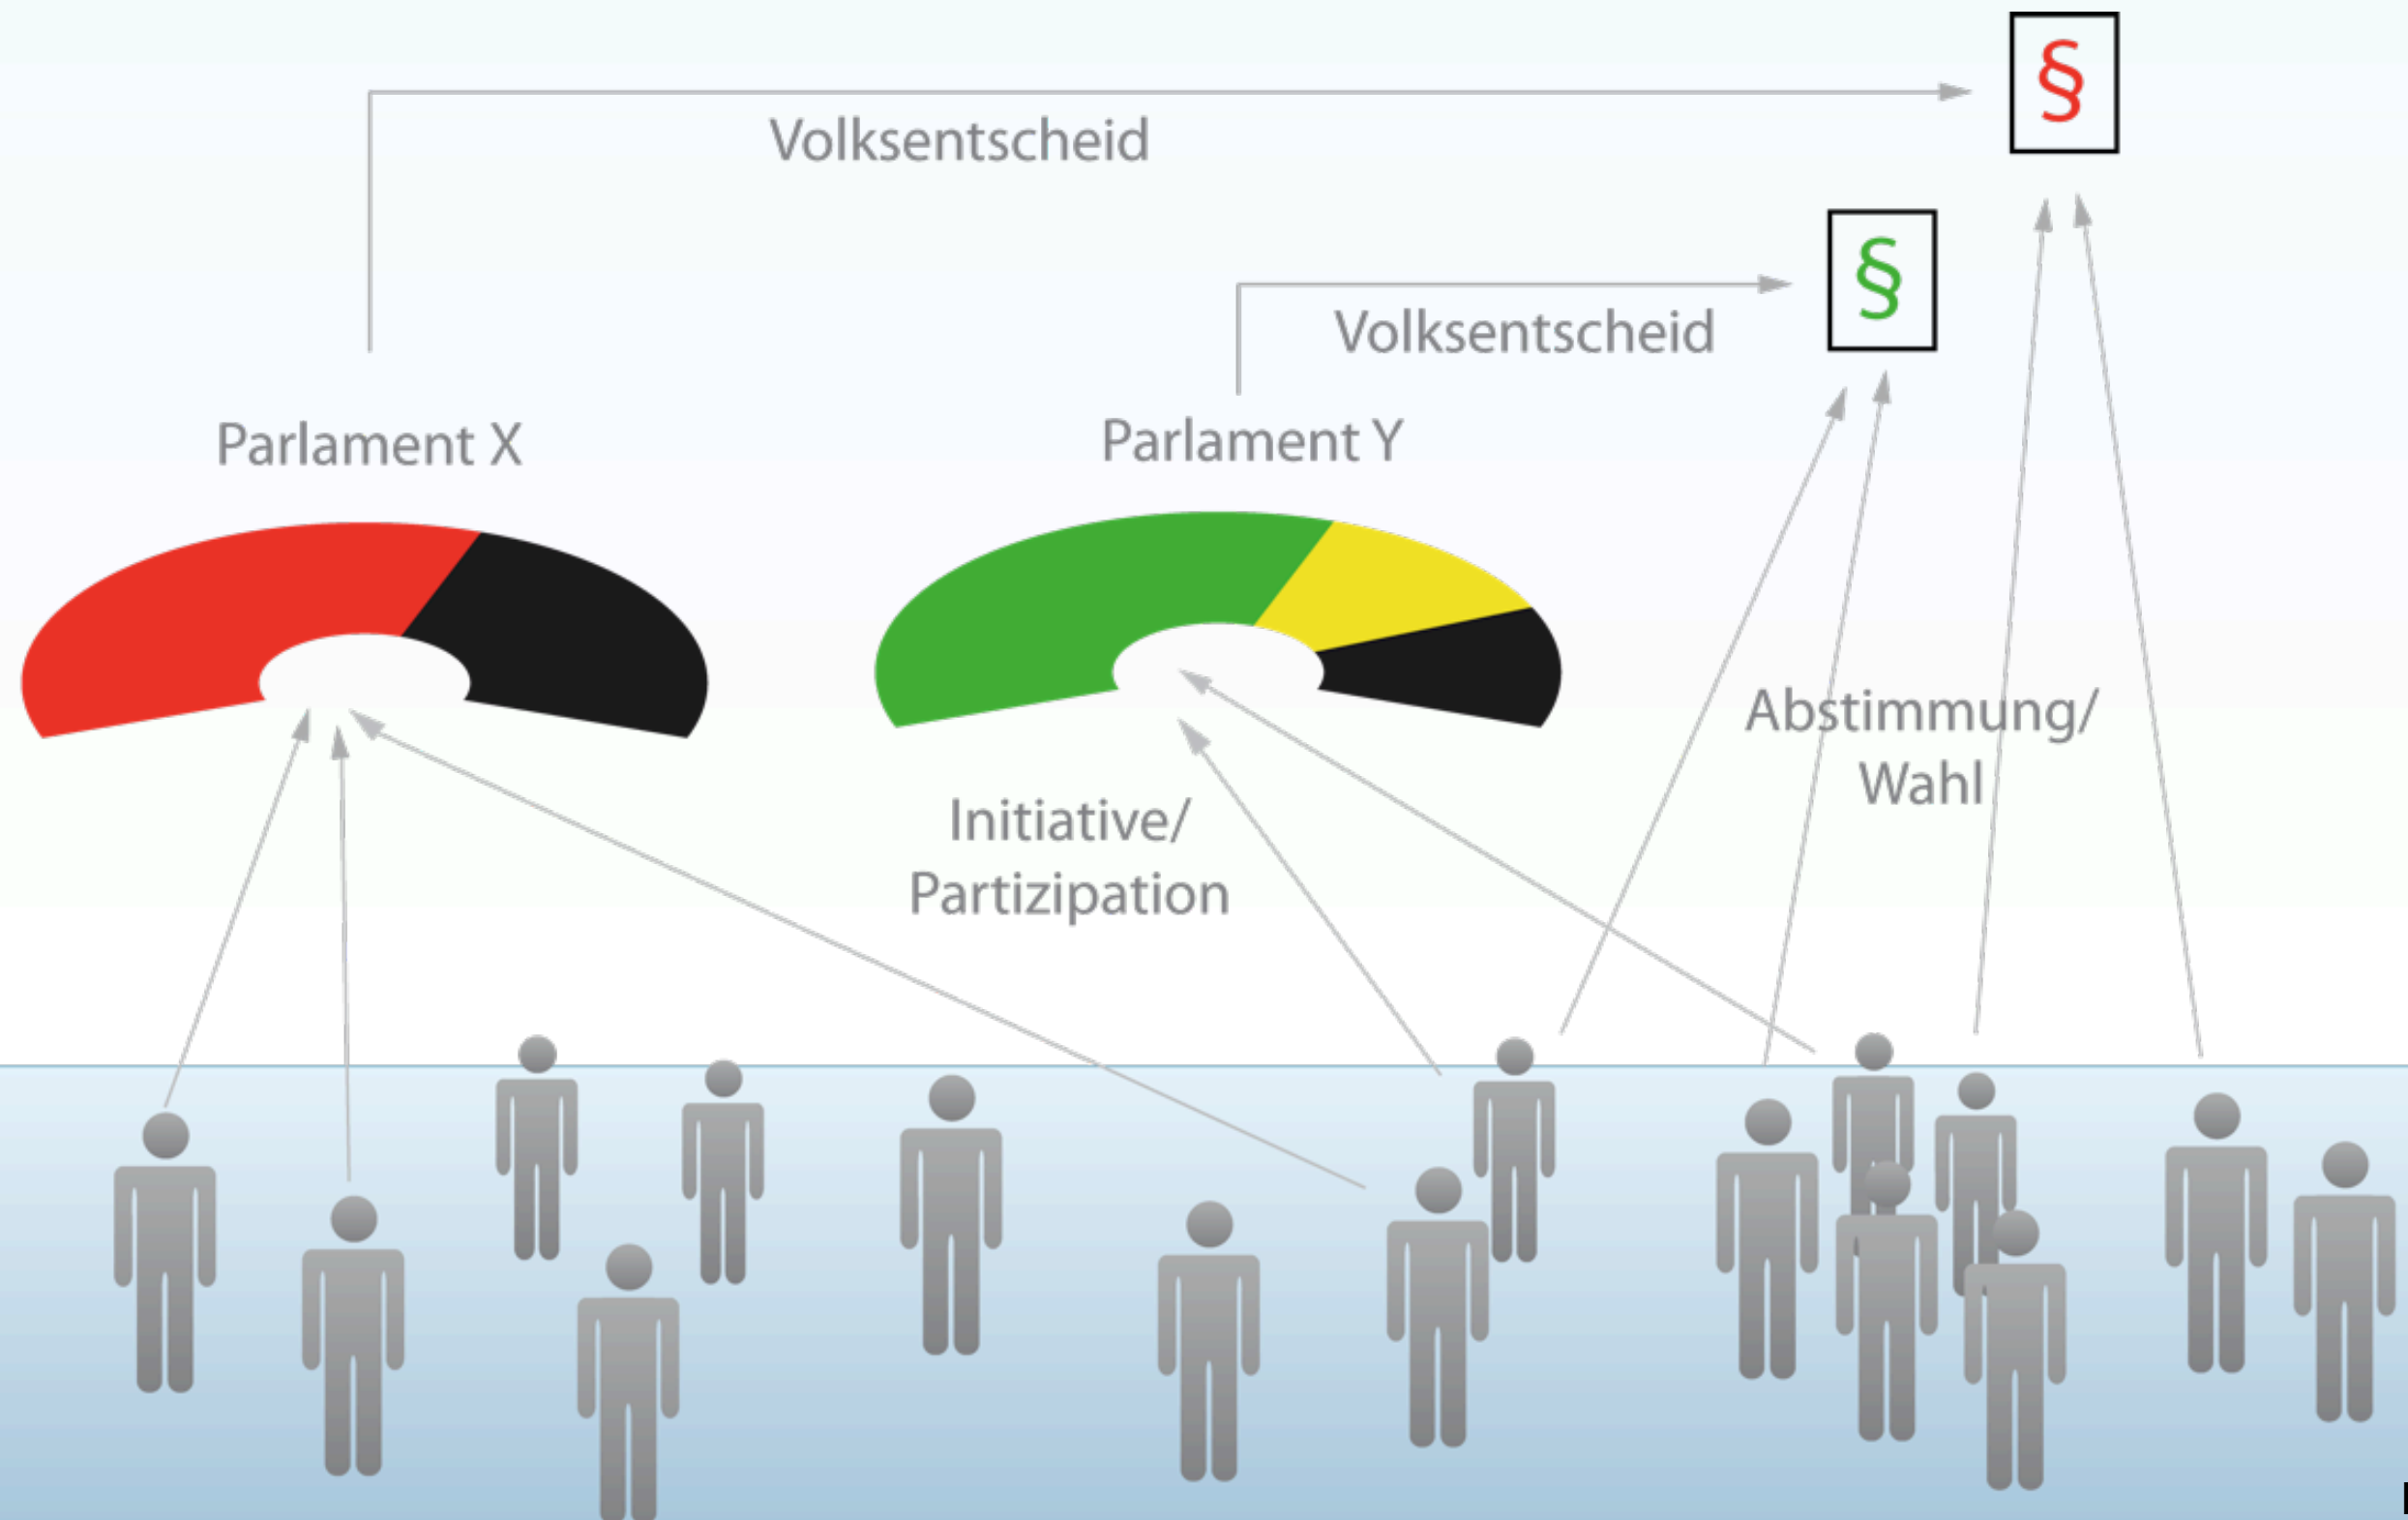 §
Volksentscheid
§
Volksentscheid
Parlament X
Parlament Y
Abstimmung/
Wahl
Initiative/
Partizipation